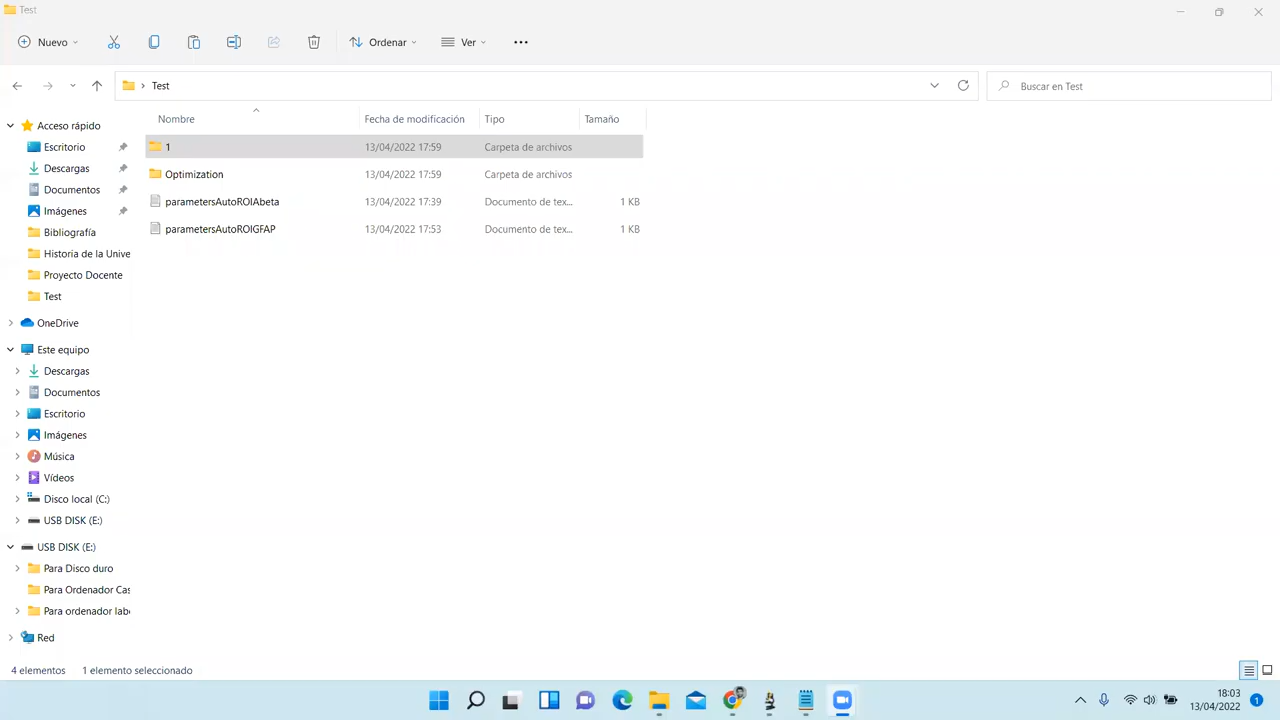 Test
Nuevo
Ordenar
Ver
Test
Buscar en Test
Nombre
Fecha de modificación
Tipo
Tamaño
1
13/04/2022 17:59
Carpeta de archivos
Optimization
13/04/2022 17:59
Carpeta de archivos
parametersAutoROIAbeta
13/04/2022 17:39
Documento de tex...
1 KB
parametersAutoROIGFAP
13/04/2022 17:53
Documento de tex...
1 KB
Acceso rápido
Escritorio
Descargas
Documentos
Imágenes
Bibliografía
Historia de la Unive
Proyecto Docente
Test
OneDrive
Este equipo
Descargas
Documentos
Escritorio
Imágenes
Música
Vídeos
Disco local (C:)
USB DISK (E:)
USB DISK (E:)
Para Disco duro
Para Ordenador Cas
Para ordenador labo
Red
4 elementos
1 elemento seleccionado
18:03
13/04/2022
1